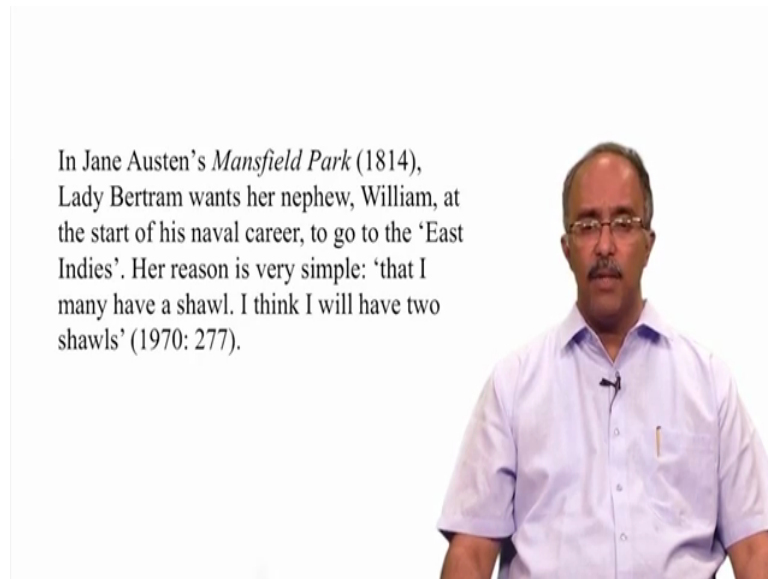 In Jane Austen's Mansfield Park (1814),
Lady Bertram wants her nephew, William, at
the start of his naval career, to go to the ‘East
Indies’. Her reason is very simple: ‘that I
many have a shawl. I think I will have two
shawls’ (1970: 277).